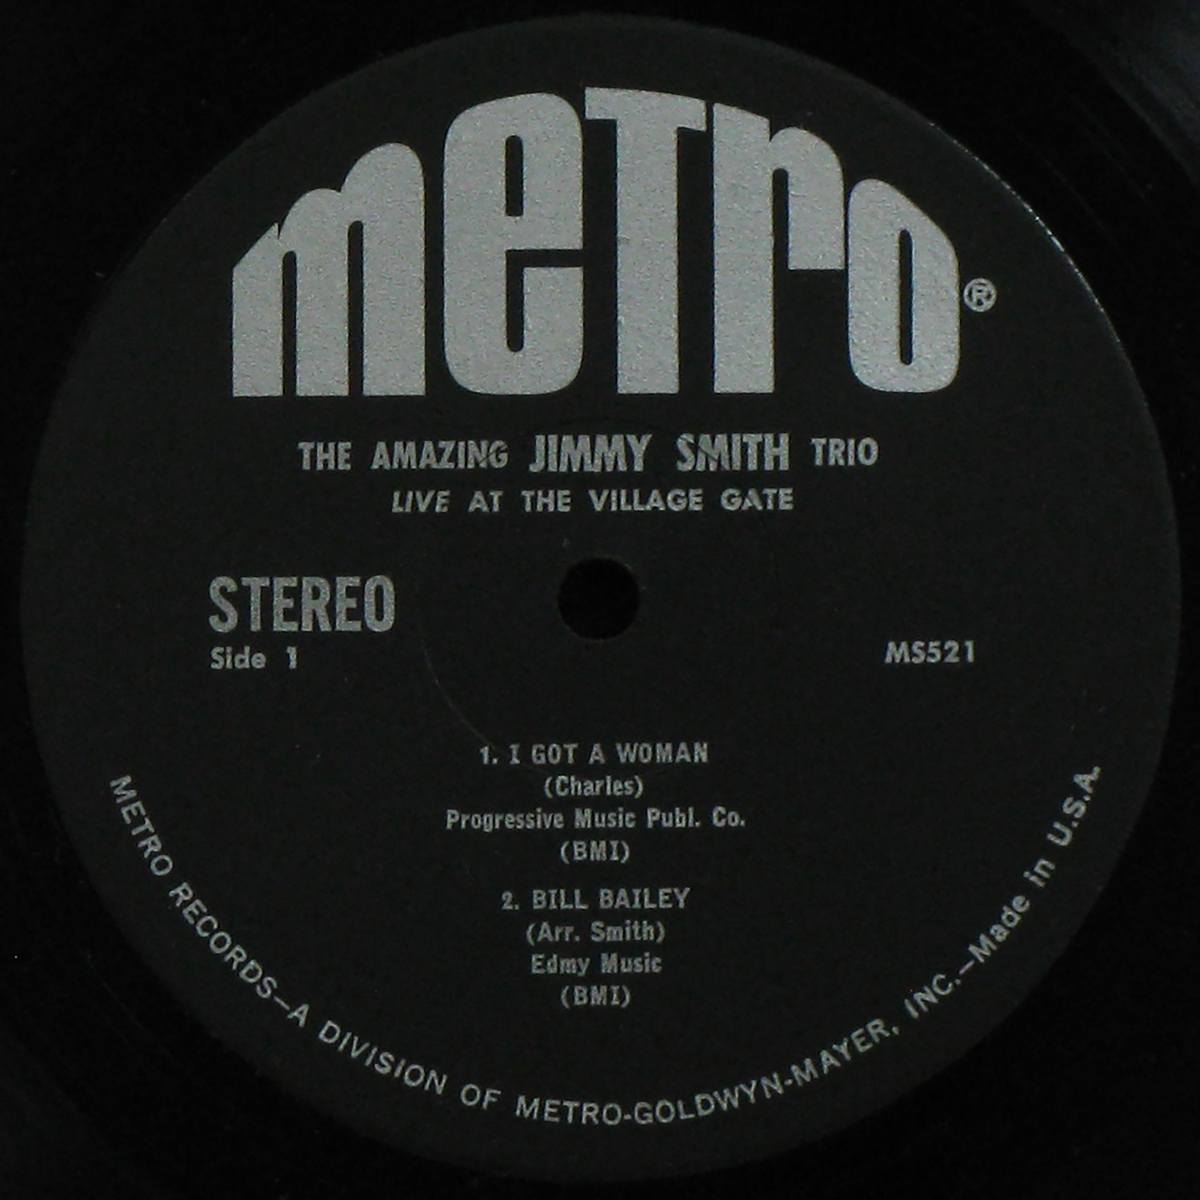 meTro®
THE AMAZING JIMMY SMITH TRIO
LIVE AT THE VILLAGE GATE
STEREO
Side 1
MS521
1. I GOT A WOMAN
(Charles)
Progressive Music Publ. Co.
(BMI)
2. BILL BAILEY
(Arr. Smith)
Edmy Music
(BMI)
METRO RECORDS—A DIVISION OF METRO-GOLDWYN-MAYER, INC.—Made in U.S.A.